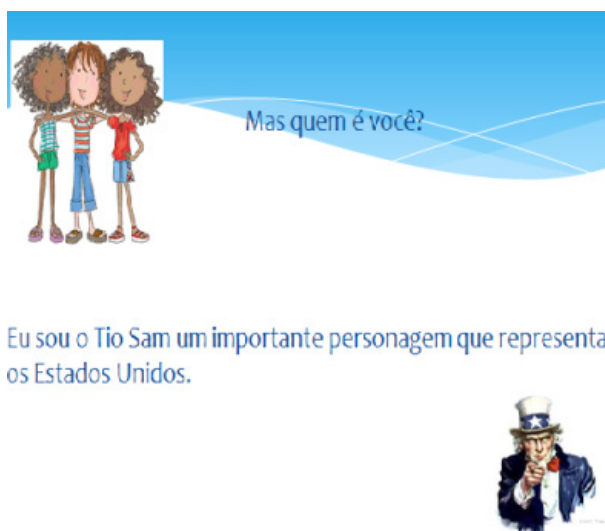 Mas quem é você?
Eu sou o Tio Sam um importante personagem que representa
os Estados Unidos.